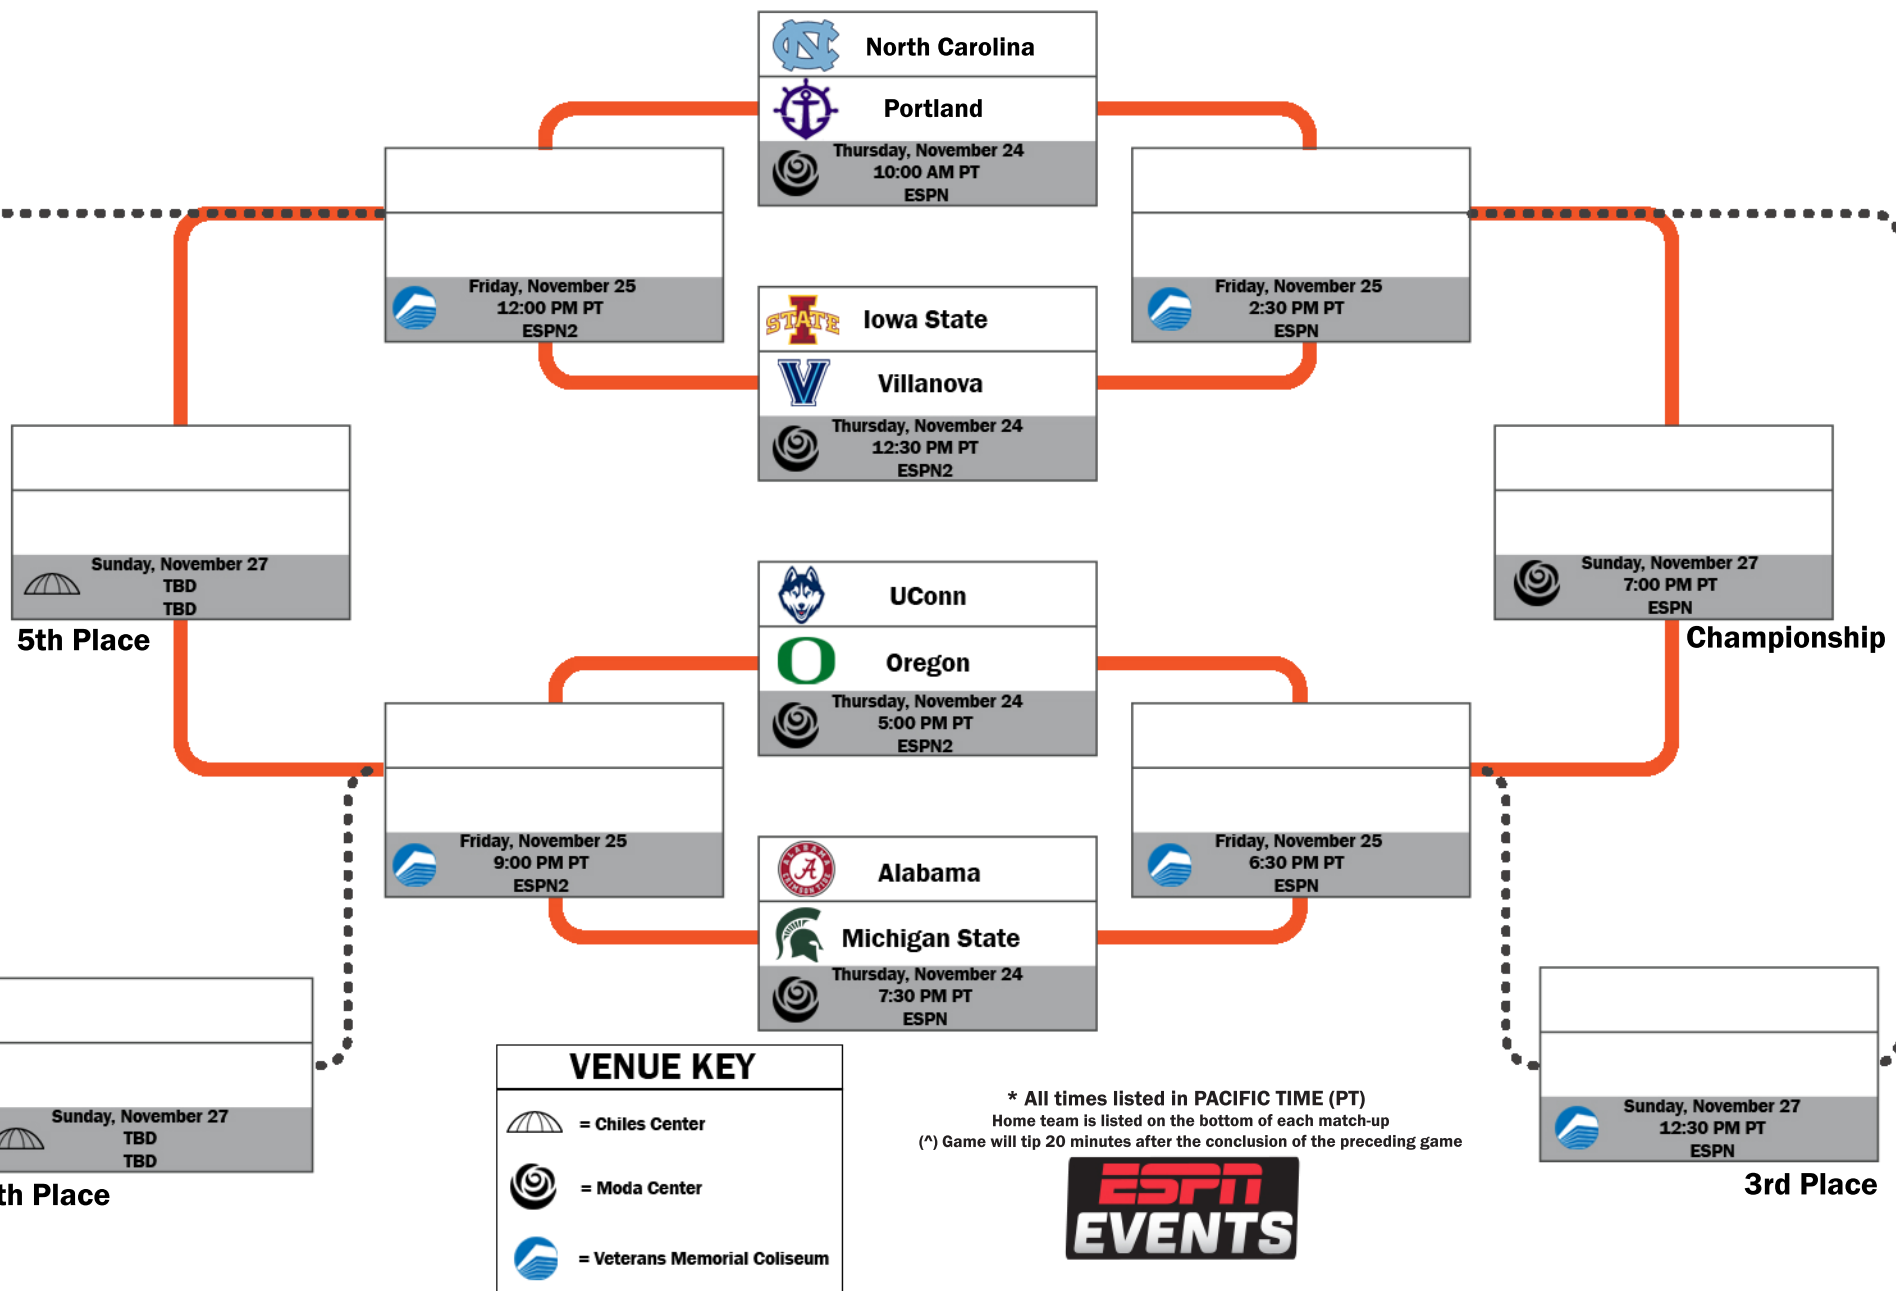 North Carolina
Portland
Thursday, November 24
10:00 AM PT
ESPN
Friday, November 25
12:00 PM PT
ESPN2
Friday, November 25
2:30 PM PT
ESPN
STATE
Iowa State
Villanova
Thursday, November 24
12:30 PM PT
ESPN2
Sunday, November 27
TBD
TBD
5th Place
Sunday, November 27
7:00 PM PT
ESPN
Championship
UConn
Oregon
Thursday, November 24
5:00 PM PT
ESPN2
Friday, November 25
9:00 PM PT
ESPN2
Friday, November 25
6:30 PM PT
ESPN
ALABAMA
A
CRIMSON TIDE
Alabama
Michigan State
Thursday, November 24
7:30 PM PT
ESPN
Sunday, November 27
TBD
TBD
th Place
Sunday, November 27
12:30 PM PT
ESPN
3rd Place
VENUE KEY
= Chiles Center
= Moda Center
= Veterans Memorial Coliseum
* All times listed in PACIFIC TIME (PT)
Home team is listed on the bottom of each match-up
(^) Game will tip 20 minutes after the conclusion of the preceding game
ESPN
EVENTS